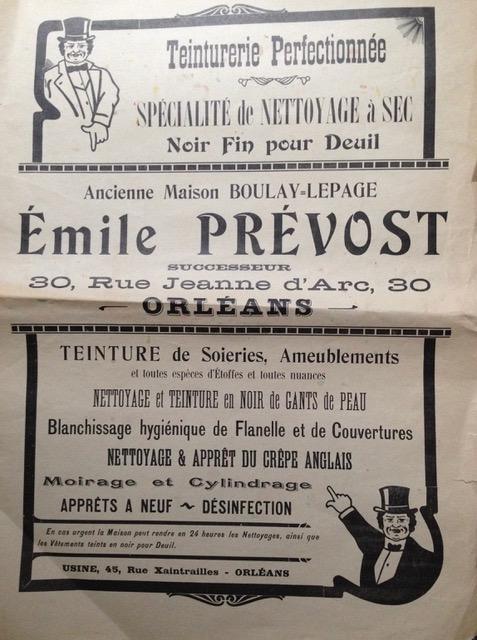 Teinturerie Perfectionnée
SPÉCIALITÉ de NETTOYAGE à SEC
Noir Fin pour Deuil
Ancienne Maison BOULAY=LEPAGE
Émile PRÉVOST
SUCCESSEUR
30, Rue Jeanne d'Arc, 30
ORLÉANS
TEINTURE de Soieries, Ameublements
et toutes espèces d'Étoffes et toutes nuances
NETTOYAGE et TEINTURE en NOIR de GANTS de PEAU
Blanchissage hygiénique de Flanelle et de Couvertures
NETTOYAGE & APPRÊT DU CRÊPE ANGLAIS
Moirage et Cylindrage
APPRÊTS A NEUF ~ DÉSINFECTION
En cas urgent la Maison peut rendre en 24 heures les Nettoyages, ainsi que
les Vêtements teints en noir pour Deuil.
USINE, 45, Rue Xaintrailles - ORLÉANS